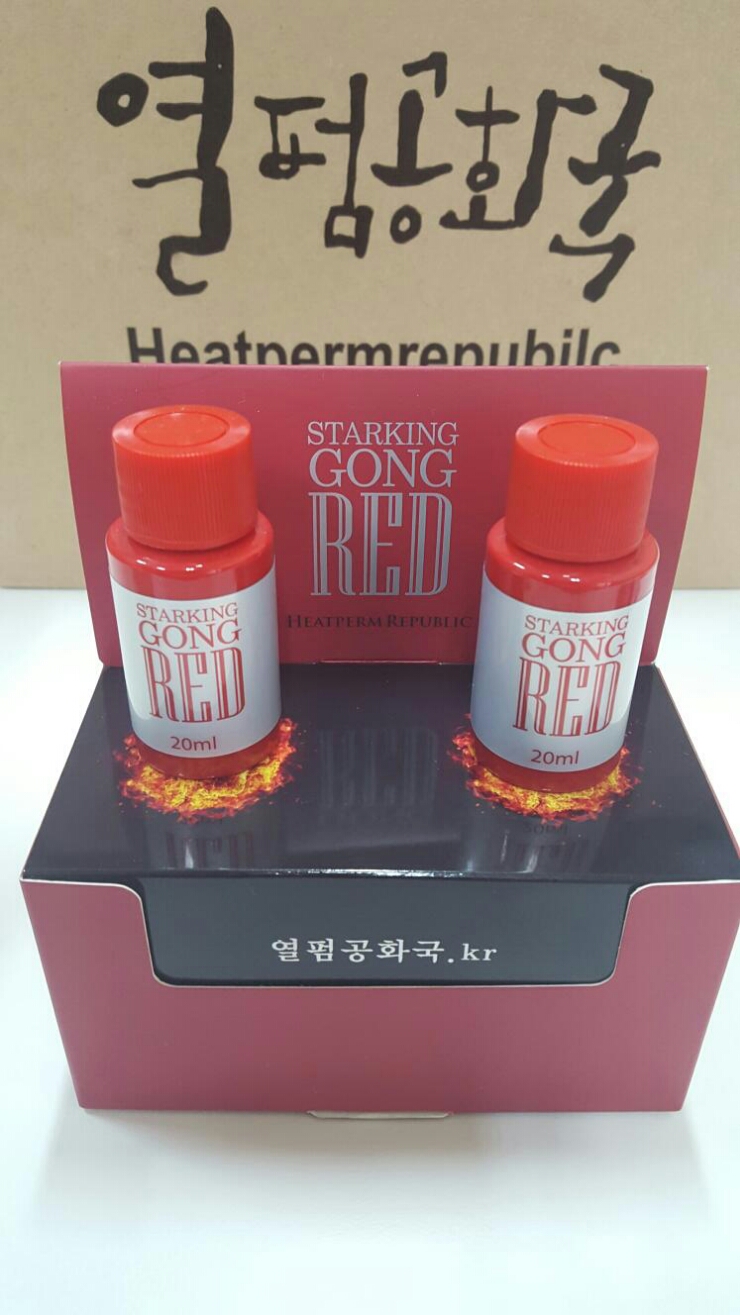 열펌공화국
Heatpermrepubilc
STARKING
GONG
RED
HEATPERM REPUBLIC
STARKING
GONG
RED
20ml
STARKING
GONG
RED
20ml
열펌공화국.kr